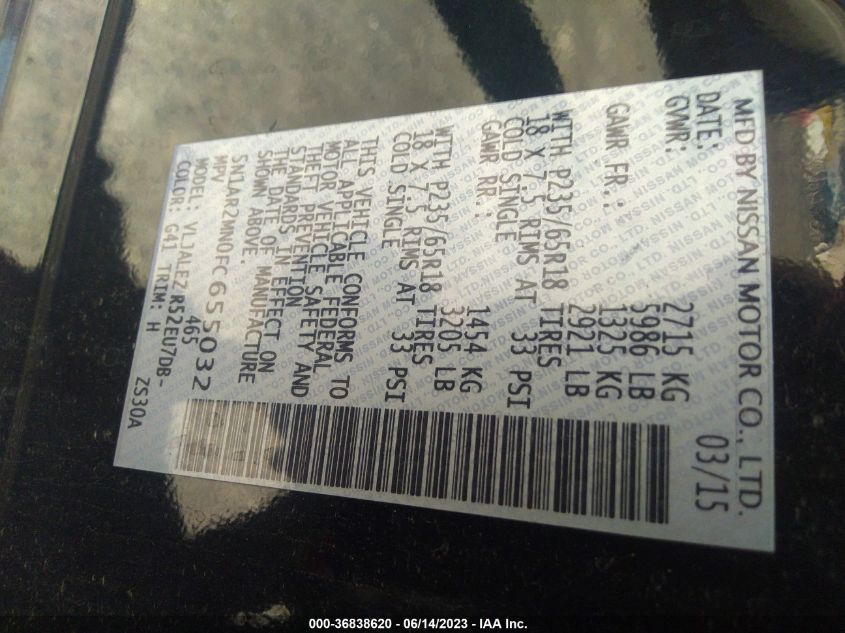 MFD BY NISSAN MOTOR CO., LTD.
DATE: 03/15
GVWR: 2715 KG
5986 LB
GAWR FR.: 1325 KG
2921 LB
WITH P235/65R18 TIRES
18 X 7.5 RIMS AT 33 PSI
COLD SINGLE
GAWR RR.: 1454 KG
3205 LB
WITH P235/65R18 TIRES
18 X 7.5 RIMS AT 33 PSI
COLD SINGLE
THIS VEHICLE CONFORMS TO
ALL APPLICABLE FEDERAL
MOTOR VEHICLE SAFETY AND
THEFT PREVENTION
STANDARDS IN EFFECT ON
THE DATE OF MANUFACTURE
SHOWN ABOVE.
5N1AR2MN0FC655032
MPV 465
MODEL: VLJALEZ R52EU7DB-
COLOR: G41 TRIM: H ZS30A
000-36838620 - 06/14/2023 - IAA Inc.